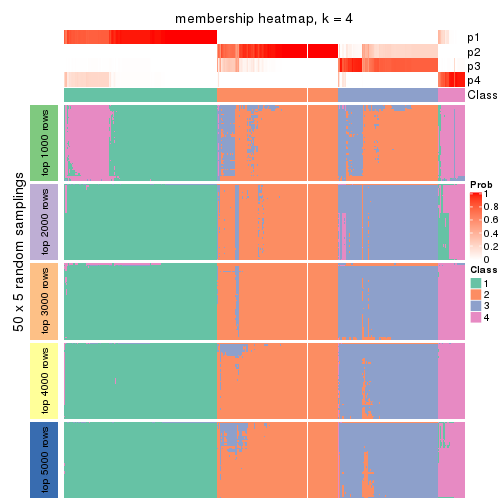 membership heatmap, k = 4
p1
p2
p3
p4
Class
50 x 5 random samplings
top 1000 rows
top 2000 rows
top 3000 rows
top 4000 rows
top 5000 rows
Prob
1
0.8
0.6
0.4
0.2
0
Class
1
2
3
4